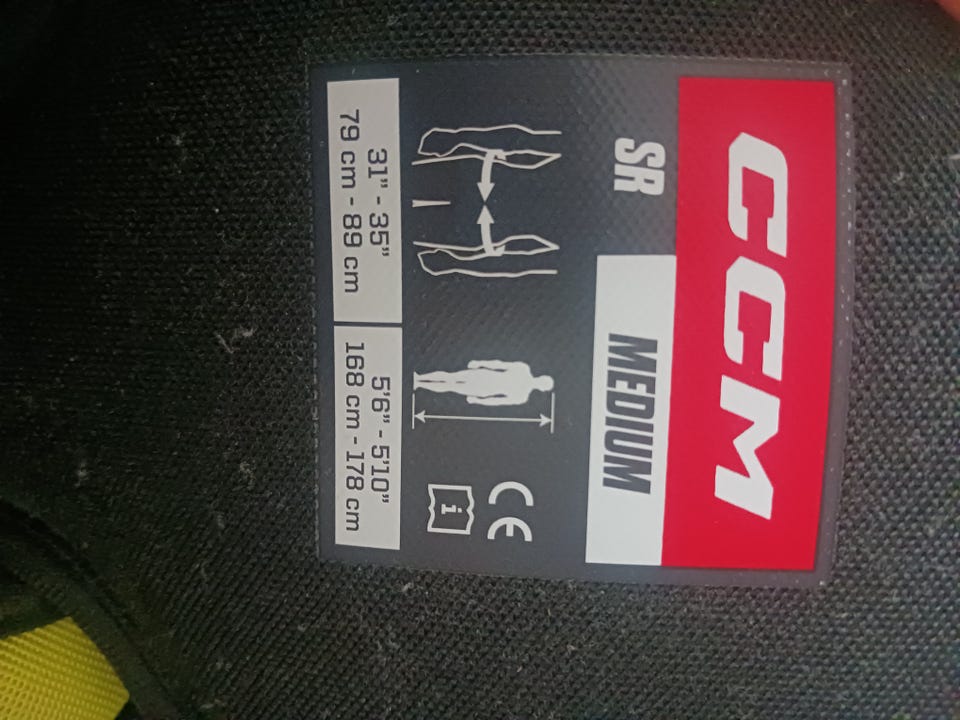 CCM
SR MEDIUM
CE
i
31” - 35”
79 cm - 89 cm
5'6” - 5'10”
168 cm - 178 cm